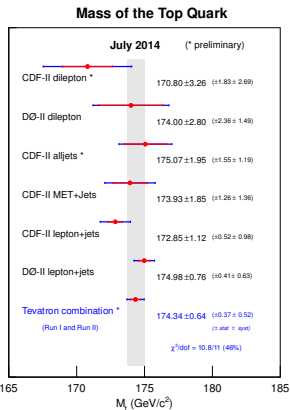 Mass of the Top Quark
July 2014 (* preliminary)
CDF-II dilepton * 170.80±3.26 (±1.83 ± 2.69)
DØ-II dilepton 174.00±2.80 (±2.36 ± 1.49)
CDF-II alljets * 175.07±1.95 (±1.55 ± 1.19)
CDF-II MET+Jets 173.93±1.85 (±1.26 ± 1.36)
CDF-II lepton+jets 172.85±1.12 (±0.52 ± 0.98)
DØ-II lepton+jets 174.98±0.76 (±0.41± 0.63)
Tevatron combination * 174.34±0.64 (±0.37 ± 0.52)
(Run I and Run II) (± stat ± syst)
χ²/dof = 10.8/11 (46%)
165 170 175 180 185
Mt (GeV/c²)